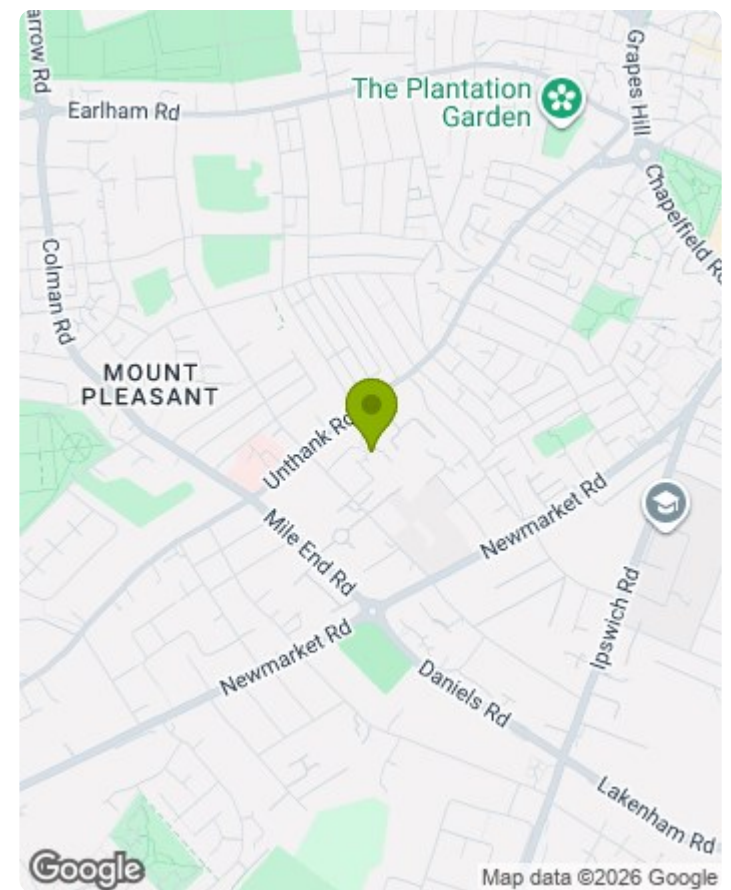 arrow Rd
Earlham Rd
The Plantation
Garden
Grapes Hill
Chapelfield Rd
Colman Rd
MOUNT
PLEASANT
Unthank Rd
Newmarket Rd
Mile End Rd
Ipswich Rd
Newmarket Rd
Daniels Rd
Lakenham Rd
Google
Map data ©2026 Google